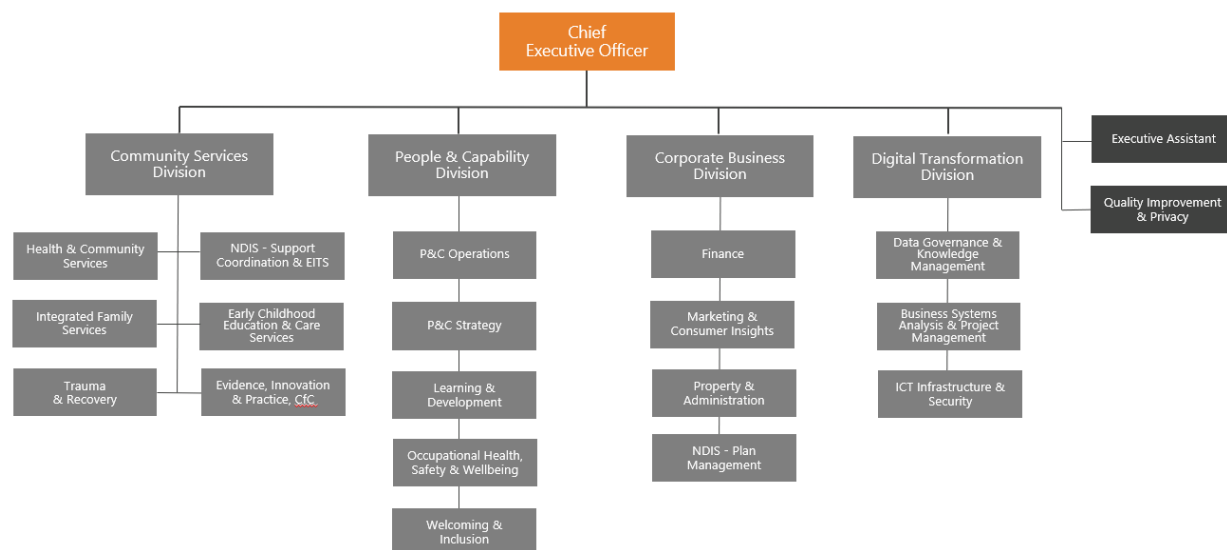 Chief
Executive Officer
Community Services
Division
People & Capability
Division
Corporate Business
Division
Digital Transformation
Division
Executive Assistant
Quality Improvement
& Privacy
Health & Community
Services
NDIS - Support
Coordination & EITS
Integrated Family
Services
Early Childhood
Education & Care
Services
Trauma
& Recovery
Evidence, Innovation
& Practice, CfC
P&C Operations
P&C Strategy
Learning &
Development
Occupational Health,
Safety & Wellbeing
Welcoming &
Inclusion
Finance
Marketing &
Consumer Insights
Property &
Administration
NDIS - Plan
Management
Data Governance &
Knowledge
Management
Business Systems
Analysis & Project
Management
ICT Infrastructure &
Security